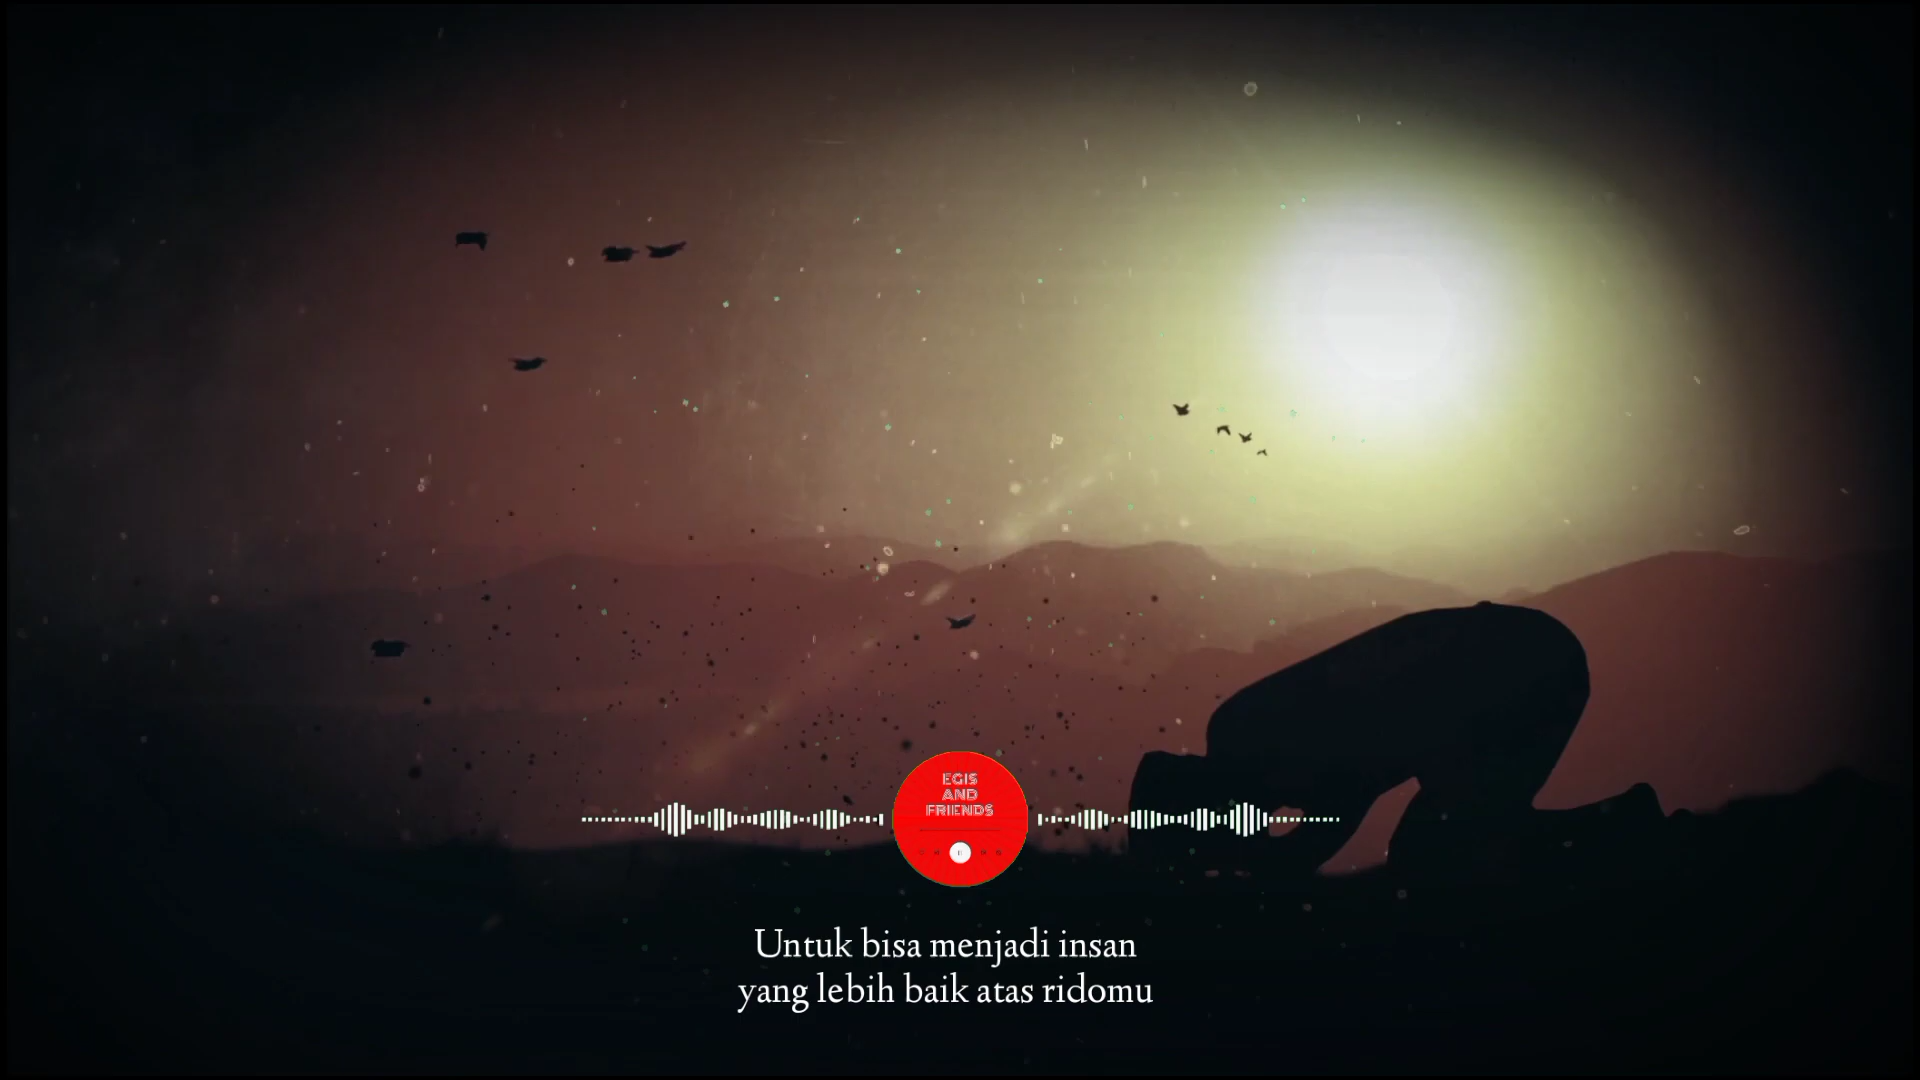 EGIS
AND
FRIENDS
Untuk bisa menjadi insan
yang lebih baik atas ridomu